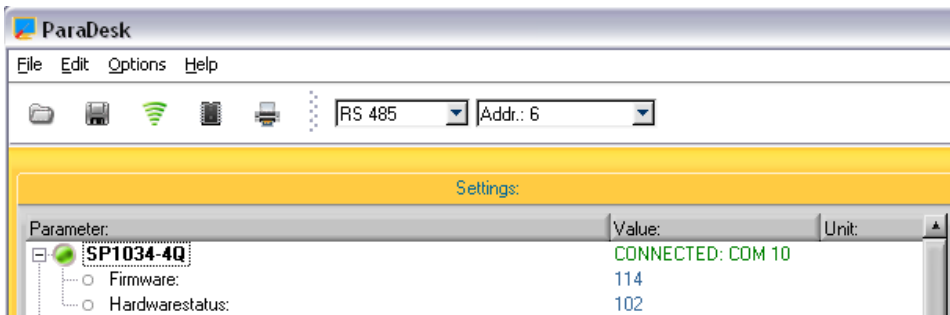 ParaDesk
File Edit Options Help
RS 485 Addr.: 6
Settings:
Parameter: Value: Unit:
SP1034-4Q CONNECTED: COM 10
Firmware: 114
Hardwarestatus: 102